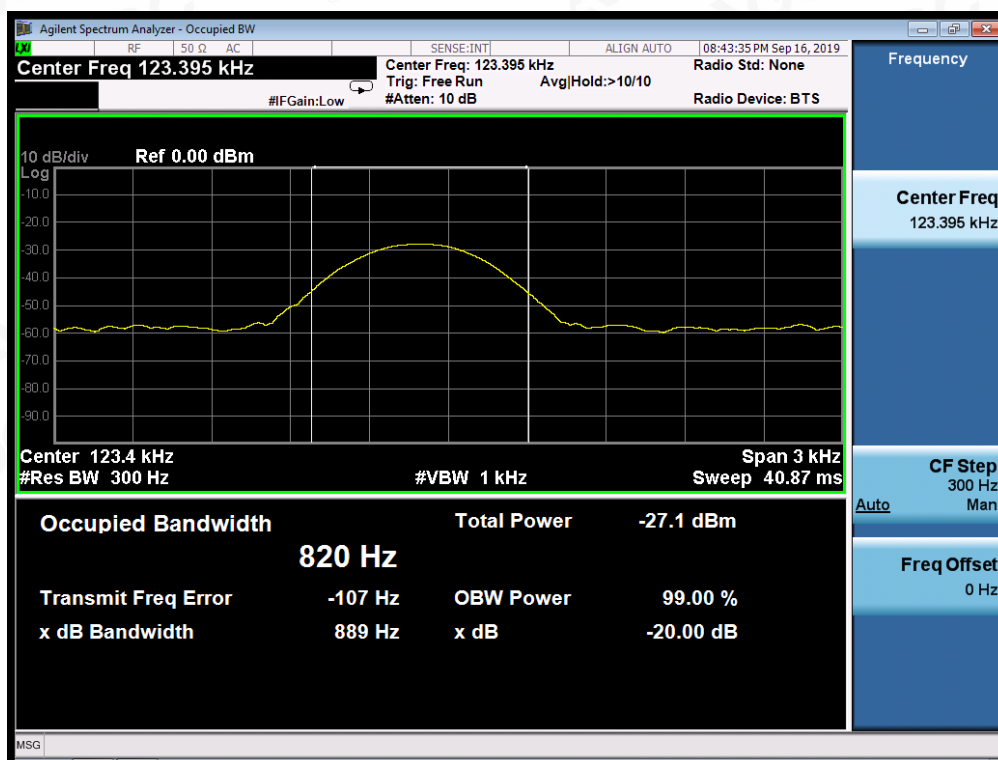 Agilent Spectrum Analyzer - Occupied BW
LXI RF 50 Ω AC SENSE:INT ALIGN AUTO 08:43:35 PM Sep 16, 2019
Center Freq 123.395 kHz
Center Freq: 123.395 kHz Radio Std: None
Trig: Free Run Avg|Hold:>10/10
#IFGain:Low #Atten: 10 dB Radio Device: BTS
10 dB/div Ref 0.00 dBm
Log
-10.0
-20.0
-30.0
-40.0
-50.0
-60.0
-70.0
-80.0
-90.0
Center 123.4 kHz Span 3 kHz
#Res BW 300 Hz #VBW 1 kHz Sweep 40.87 ms
Occupied Bandwidth Total Power -27.1 dBm
820 Hz
Transmit Freq Error -107 Hz OBW Power 99.00 %
x dB Bandwidth 889 Hz x dB -20.00 dB
MSG
Frequency
Center Freq
123.395 kHz
CF Step
300 Hz
Auto Man
Freq Offset
0 Hz